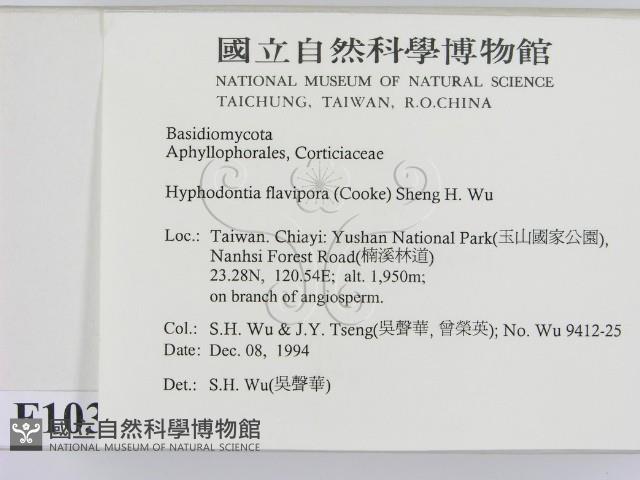 國立自然科學博物館
NATIONAL MUSEUM OF NATURAL SCIENCE
TAICHUNG, TAIWAN, R.O.CHINA
Basidiomycota
Aphyllophorales, Corticiaceae
Hyphodontia flavipora (Cooke) Sheng H. Wu
Loc.: Taiwan. Chiayi: Yushan National Park(玉山國家公園),
Nanhsi Forest Road(楠溪林道)
23.28N, 120.54E; alt. 1,950m;
on branch of angiosperm.
Col.: S.H. Wu & J.Y. Tseng(吳聲華, 曾榮英); No. Wu 9412-25
Date: Dec. 08, 1994
Det.: S.H. Wu(吳聲華)
國立自然科學博物館
NATIONAL MUSEUM OF NATURAL SCIENCE